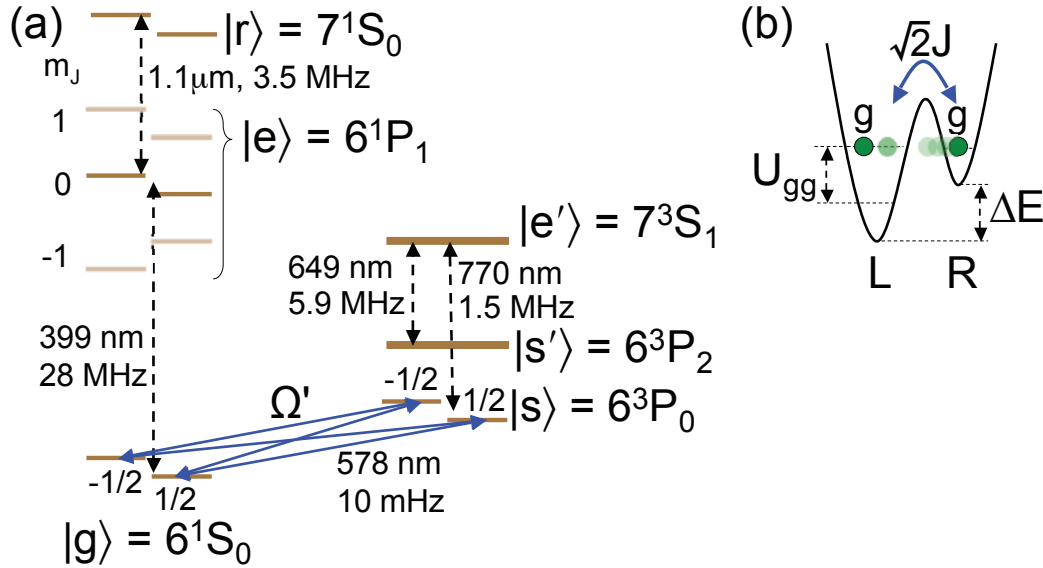 (a)
|r⟩ = 7¹S₀
m_J
1.1μm, 3.5 MHz
1
|e⟩ = 6¹P₁
0
-1
|e′⟩ = 7³S₁
649 nm
5.9 MHz
770 nm
1.5 MHz
399 nm
28 MHz
|s′⟩ = 6³P₂
-1/2
1/2
|s⟩ = 6³P₀
Ω'
578 nm
10 mHz
-1/2
1/2
|g⟩ = 6¹S₀
(b)
√2J
g
g
U_gg
ΔE
L
R